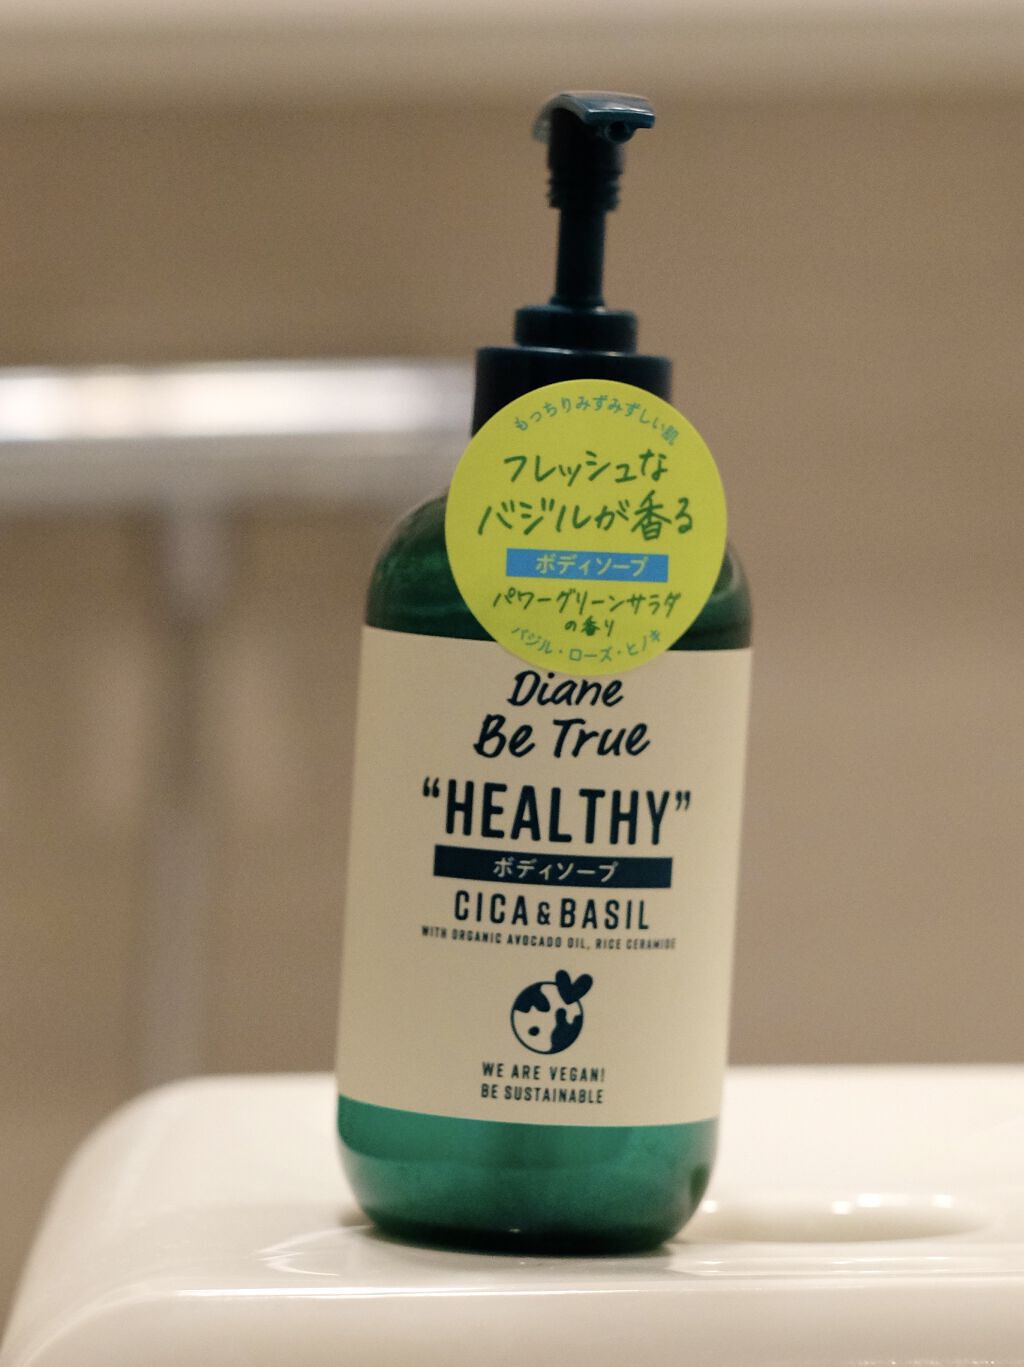 もっちりみずみずしい肌
フレッシュな
バジルが香る
ボディソープ
パワーグリーンサラダ
の香り
バジル・ローズ・ヒノキ
Diane
Be True
“HEALTHY”
ボディソープ
CICA & BASIL
WITH ORGANIC AVOCADO OIL, RICE CERAMIDE
WE ARE VEGAN!
BE SUSTAINABLE